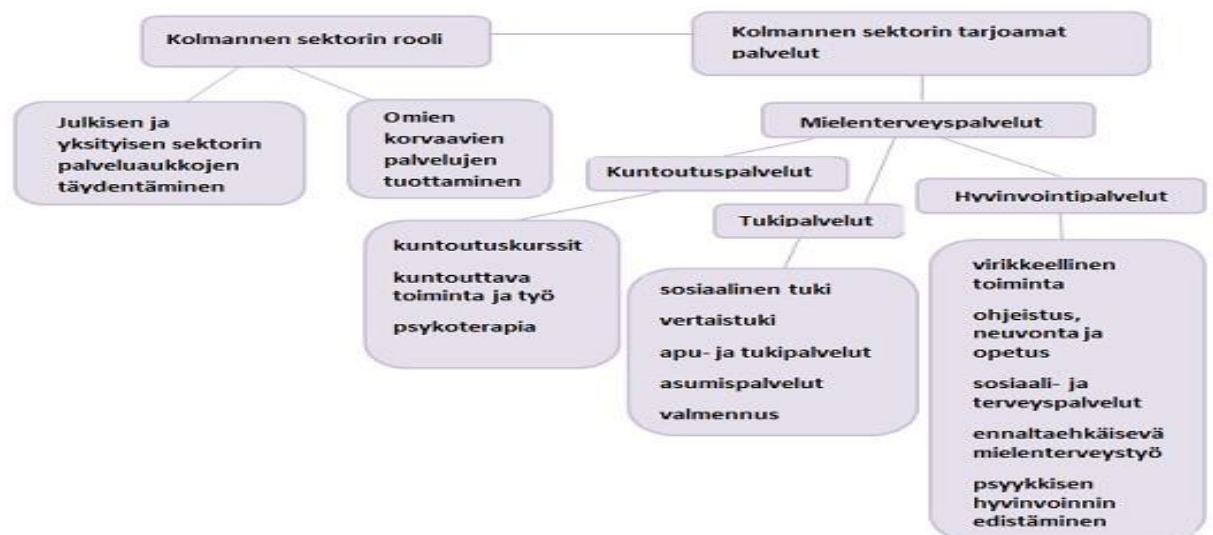 Kolmannen sektorin rooli
Kolmannen sektorin tarjoamat
palvelut
Julkisen ja
yksityisen sektorin
palveluaukkojen
täydentäminen
Omien
korvaavien
palvelujen
tuottaminen
Mielenterveyspalvelut
Kuntoutuspalvelut
Tukipalvelut
Hyvinvointipalvelut
kuntoutuskurssit
kuntouttava
toiminta ja työ
psykoterapia
sosiaalinen tuki
vertaistuki
apu- ja tukipalvelut
asumispalvelut
valmennus
virikkeellinen
toiminta
ohjeistus,
neuvonta ja
opetus
sosiaali- ja
terveyspalvelut
ennaltaehkäisevä
mielenterveystyö
psyykkisen
hyvinvoinnin
edistäminen